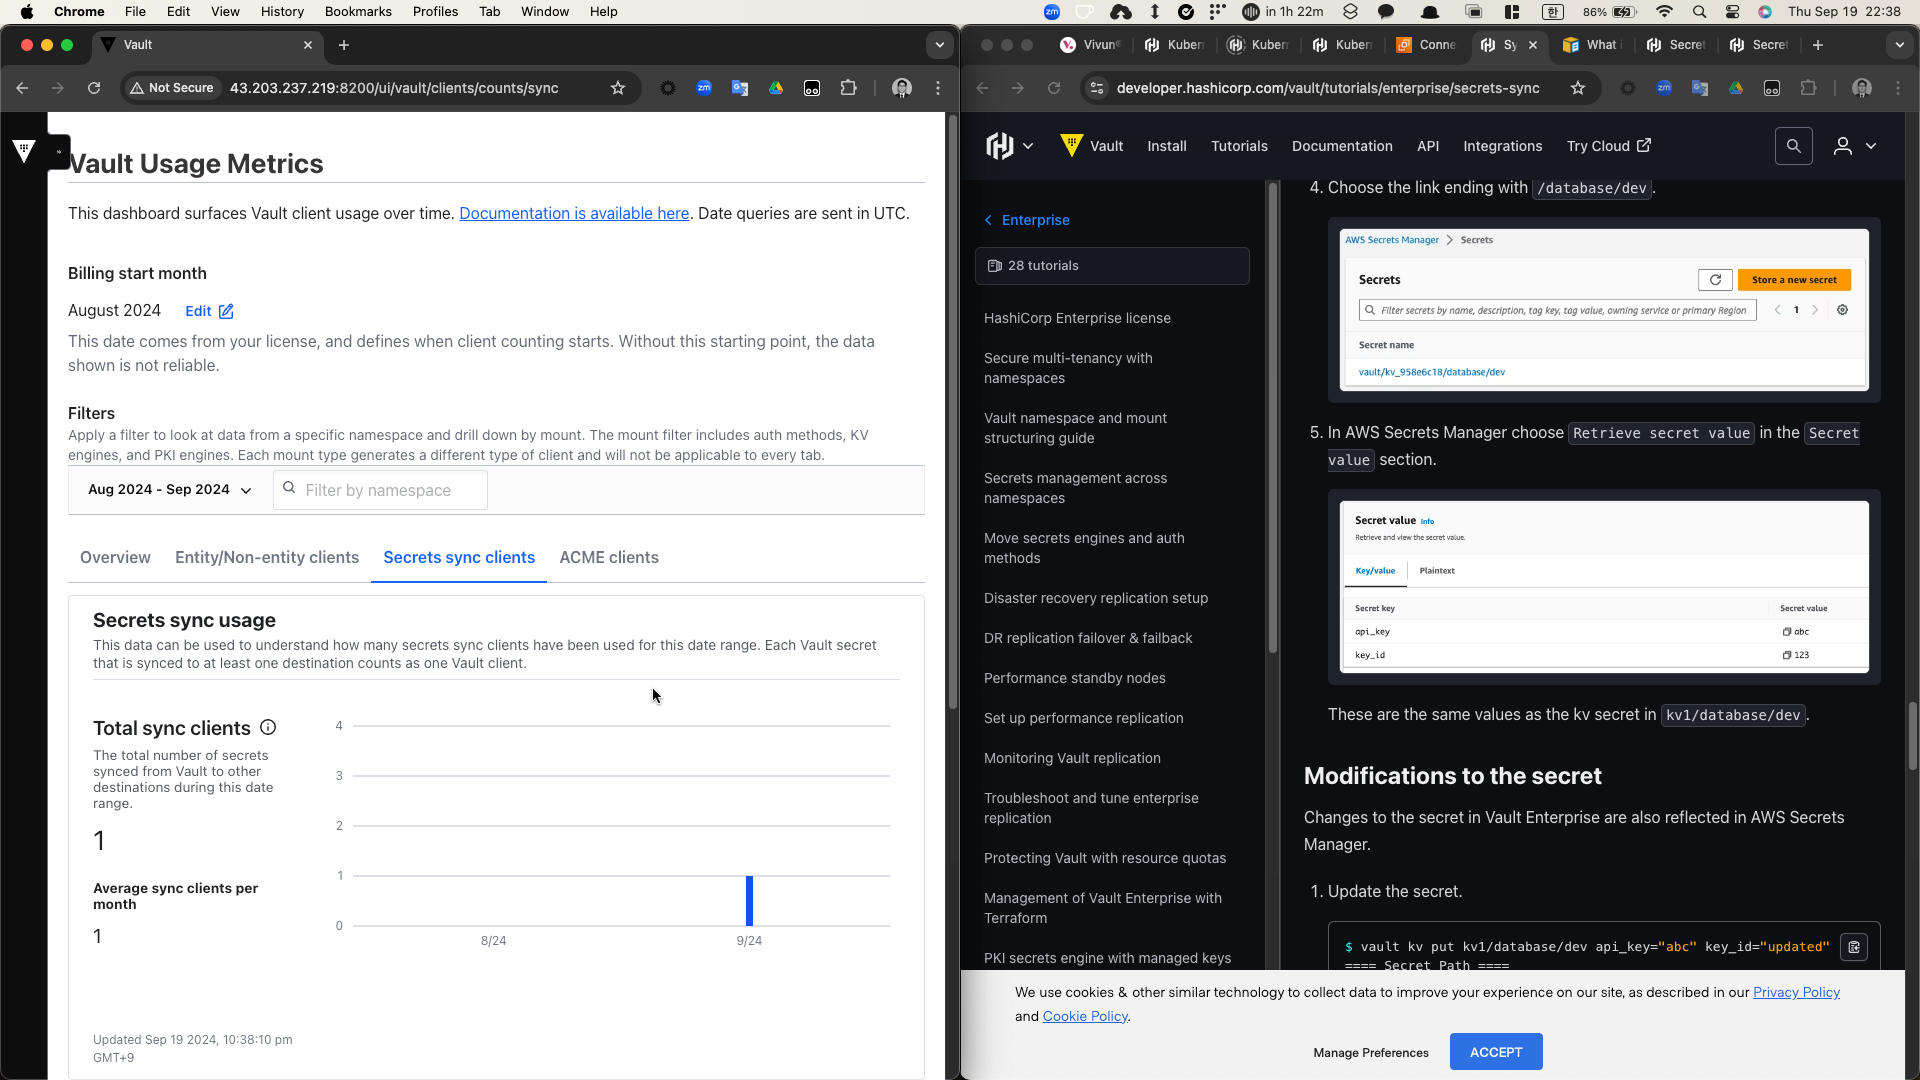 Chrome File Edit View History Bookmarks Profiles Tab Window Help
zm in 1h 22m 한 86% Thu Sep 19 22:38
Vault
Not Secure 43.203.237.219:8200/ui/vault/clients/counts/sync
Vault Usage Metrics
This dashboard surfaces Vault client usage over time. Documentation is available here. Date queries are sent in UTC.
Billing start month
August 2024 Edit
This date comes from your license, and defines when client counting starts. Without this starting point, the data
shown is not reliable.
Filters
Apply a filter to look at data from a specific namespace and drill down by mount. The mount filter includes auth methods, KV
engines, and PKI engines. Each mount type generates a different type of client and will not be applicable to every tab.
Aug 2024 - Sep 2024 Filter by namespace
Overview Entity/Non-entity clients Secrets sync clients ACME clients
Secrets sync usage
This data can be used to understand how many secrets sync clients have been used for this date range. Each Vault secret
that is synced to at least one destination counts as one Vault client.
Total sync clients
The total number of secrets
synced from Vault to other
destinations during this date
range.
1
Average sync clients per
month
1
4
3
2
1
0
8/24 9/24
Updated Sep 19 2024, 10:38:10 pm
GMT+9
Vivun Kuber Kuber Kuber Conne Sy What i Secret Secret
developer.hashicorp.com/vault/tutorials/enterprise/secrets-sync
Vault Install Tutorials Documentation API Integrations Try Cloud
Enterprise
28 tutorials
HashiCorp Enterprise license
Secure multi-tenancy with
namespaces
Vault namespace and mount
structuring guide
Secrets management across
namespaces
Move secrets engines and auth
methods
Disaster recovery replication setup
DR replication failover & failback
Performance standby nodes
Set up performance replication
Monitoring Vault replication
Troubleshoot and tune enterprise
replication
Protecting Vault with resource quotas
Management of Vault Enterprise with
Terraform
PKI secrets engine with managed keys
4. Choose the link ending with /database/dev.
AWS Secrets Manager > Secrets
Secrets Store a new secret
Filter secrets by name, description, tag key, tag value, owning service or primary Region 1
Secret name
vault/kv_958e6c18/database/dev
5. In AWS Secrets Manager choose Retrieve secret value in the Secret
value section.
Secret value Info
Retrieve and view the secret value.
Key/value Plaintext
Secret key Secret value
api_key abc
key_id 123
These are the same values as the kv secret in kv1/database/dev.
Modifications to the secret
Changes to the secret in Vault Enterprise are also reflected in AWS Secrets
Manager.
1. Update the secret.
$ vault kv put kv1/database/dev api_key="abc" key_id="updated"
==== Secret Path ====
We use cookies & other similar technology to collect data to improve your experience on our site, as described in our Privacy Policy
and Cookie Policy.
Manage Preferences ACCEPT